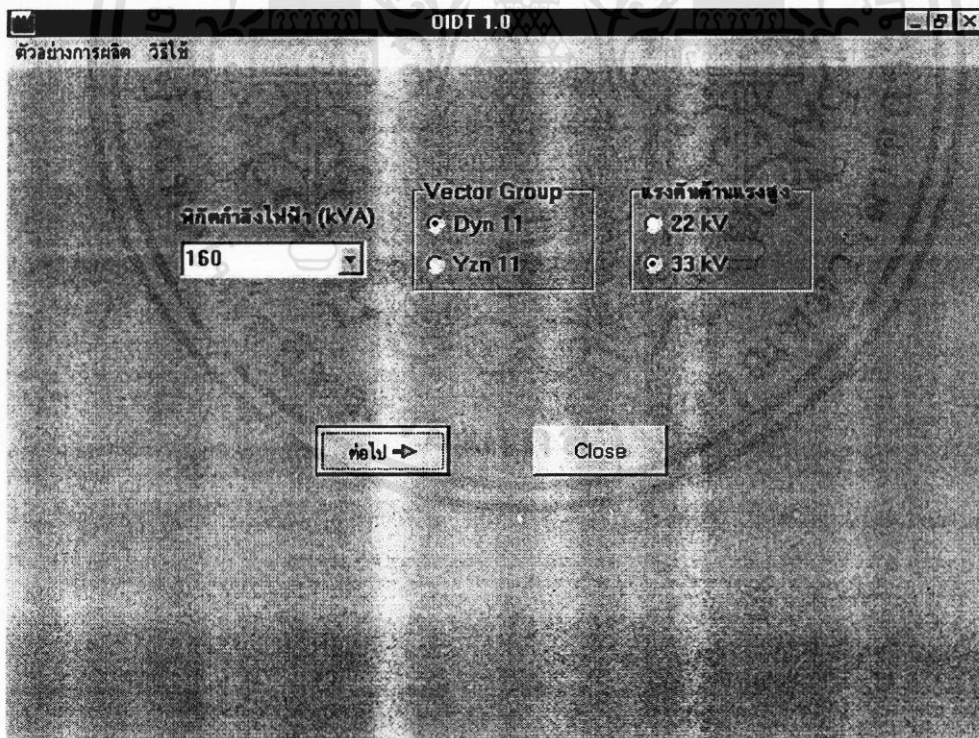 OIDT 1.0
ตัวอย่างการผลิต วิธีใช้
พิกัดกำลังไฟฟ้า (kVA)
160
Vector Group
Dyn 11
Yzn 11
แรงดันด้านแรงสูง
22 kV
33 kV
ต่อไป
Close